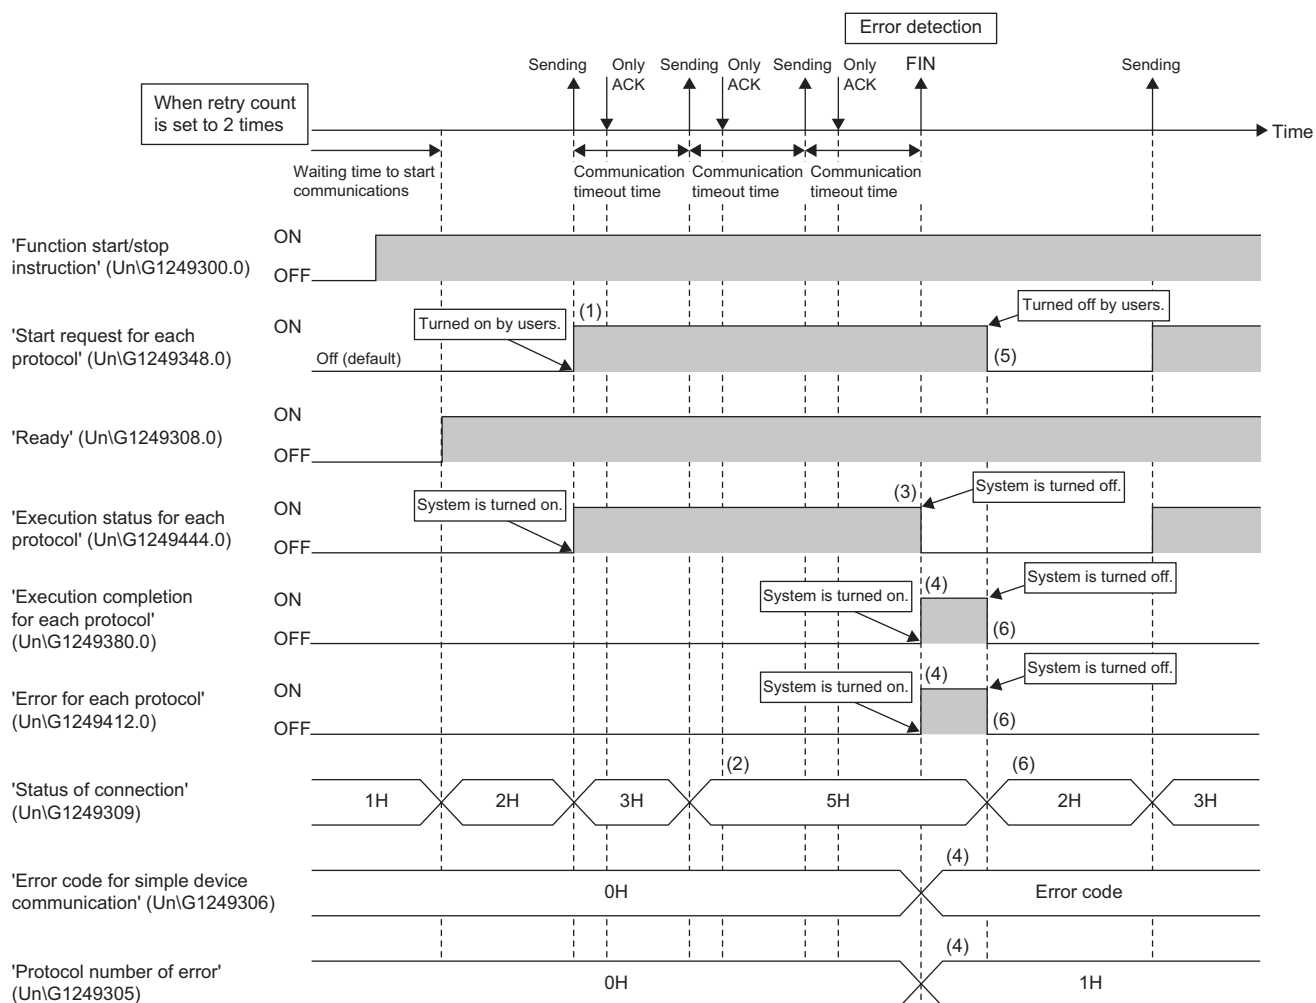 Error detection
Sending Only ACK Sending Only ACK Sending Only ACK FIN Sending
When retry count
is set to 2 times
Time
Waiting time to start
communications
Communication
timeout time
Communication
timeout time
Communication
timeout time
'Function start/stop
instruction' (Un\G1249300.0)
ON
OFF
'Start request for each
protocol' (Un\G1249348.0)
ON
Off (default)
Turned on by users.
(1)
Turned off by users.
(5)
'Ready' (Un\G1249308.0)
ON
OFF
'Execution status for each
protocol' (Un\G1249444.0)
ON
OFF
System is turned on.
(3)
System is turned off.
'Execution completion
for each protocol'
(Un\G1249380.0)
ON
OFF
System is turned on.
(4)
System is turned off.
(6)
'Error for each protocol'
(Un\G1249412.0)
ON
OFF
System is turned on.
(4)
System is turned off.
(6)
'Status of connection'
(Un\G1249309)
(2)
(6)
1H 2H 3H 5H 2H 3H
'Error code for simple device
communication' (Un\G1249306)
(4)
0H Error code
'Protocol number of error'
(Un\G1249305)
(4)
0H 1H